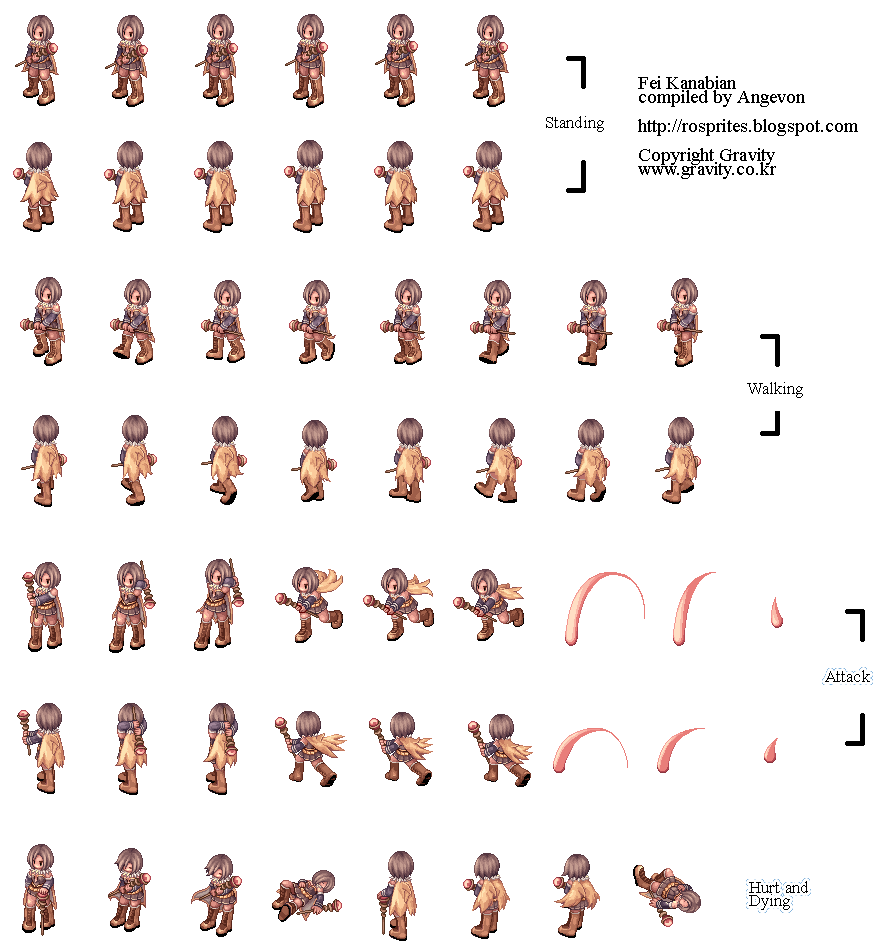 Fei Kanabian
compiled by Angevon
Standing
http://rosprites.blogspot.com
Copyright Gravity
www.gravity.co.kr
Walking
Attack
Hurt and
Dying